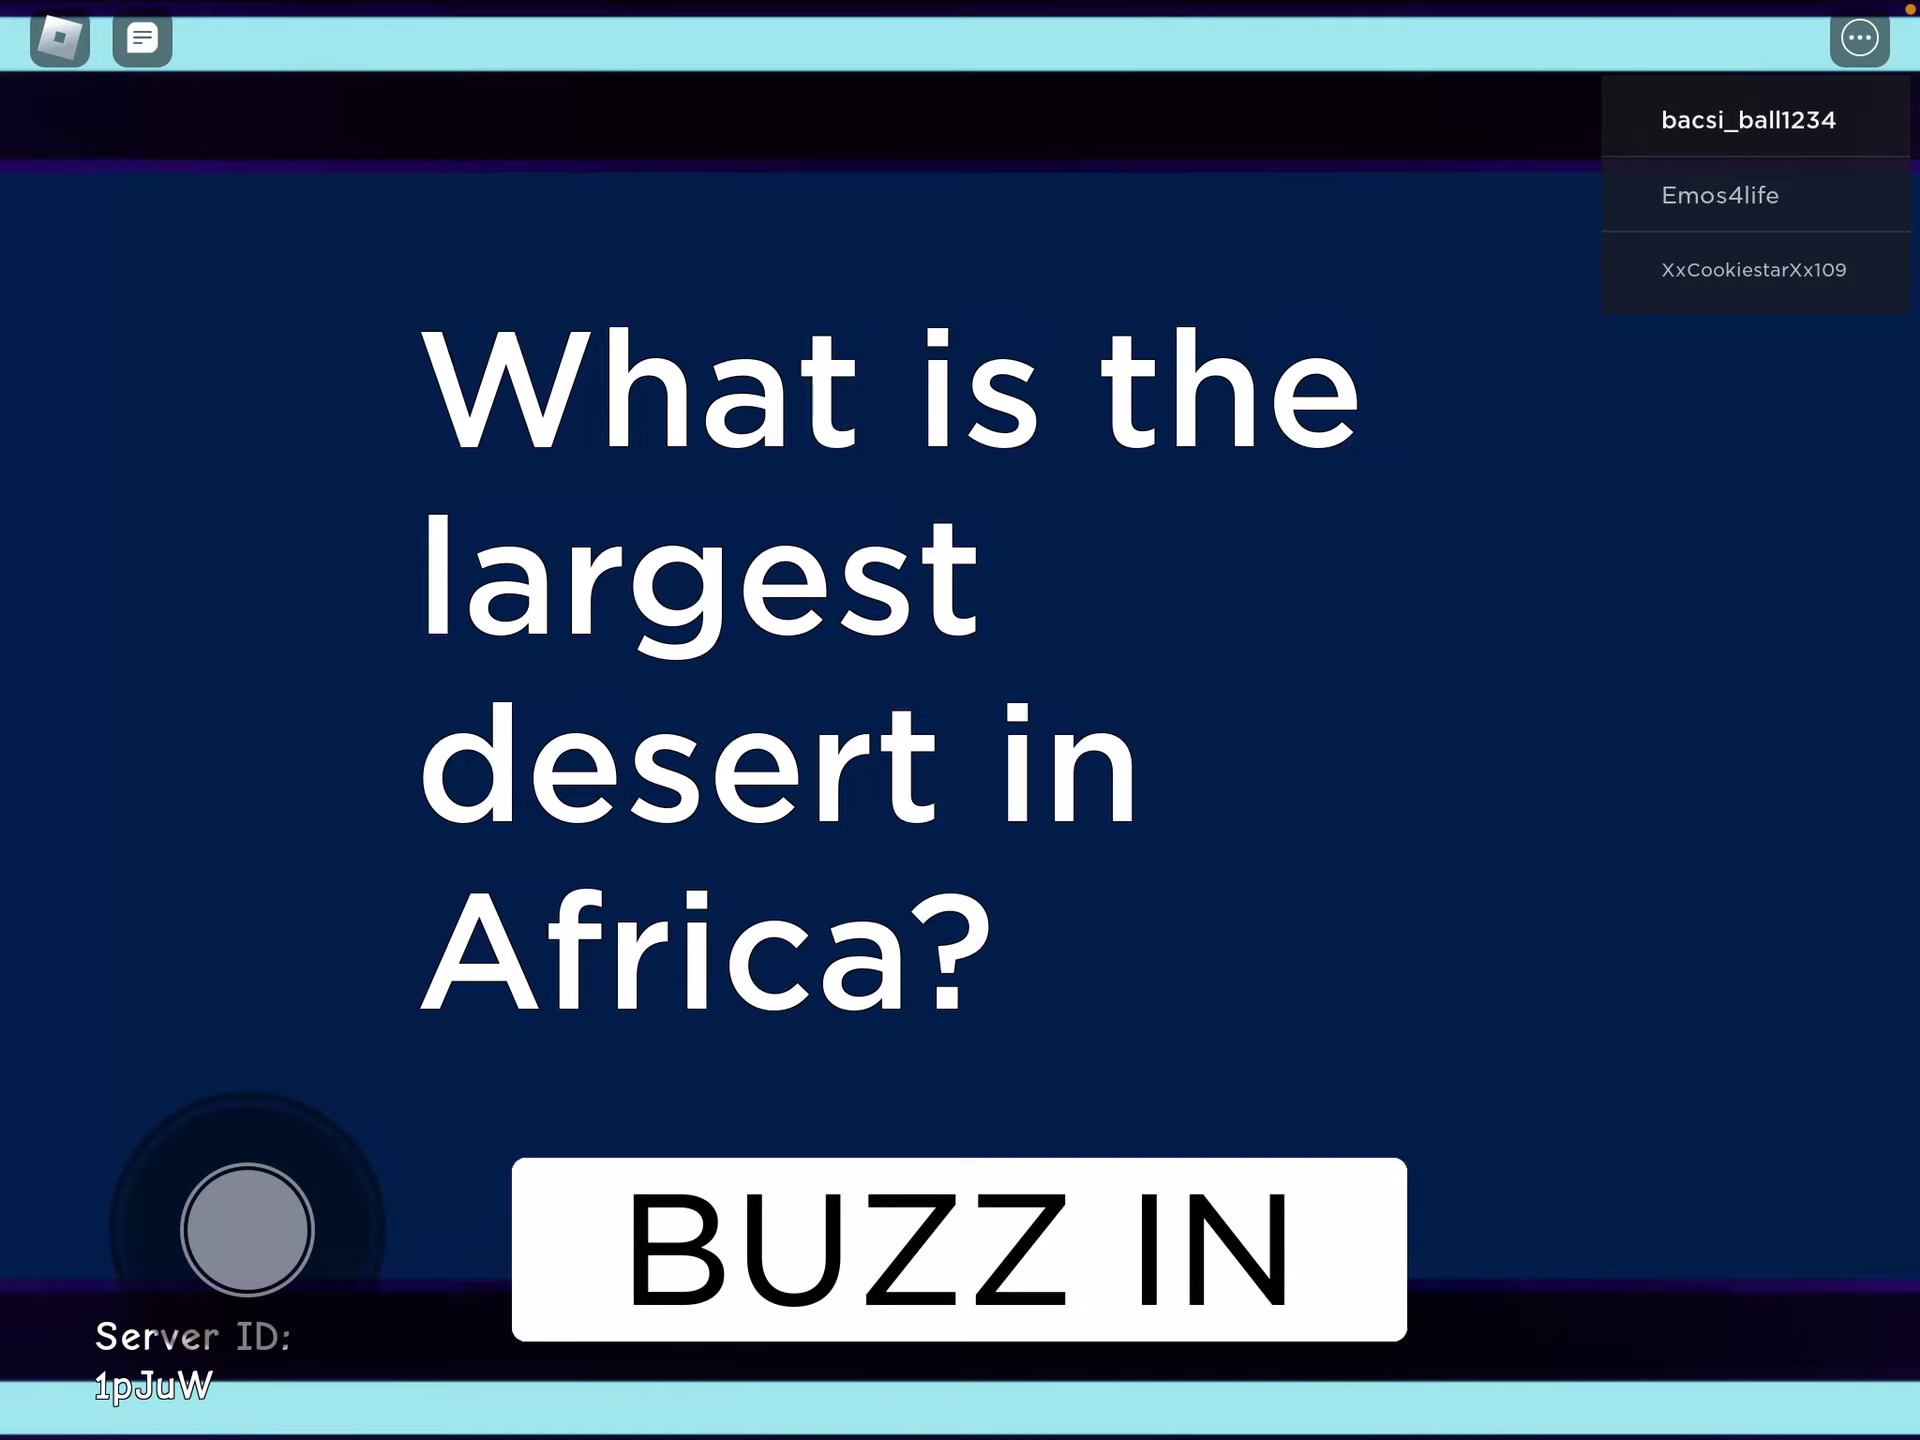 bacsi_ball1234
Emos4life
XxCookiestarXx109
What is the
largest
desert in
Africa?
BUZZ IN
Server ID:
1pJuW